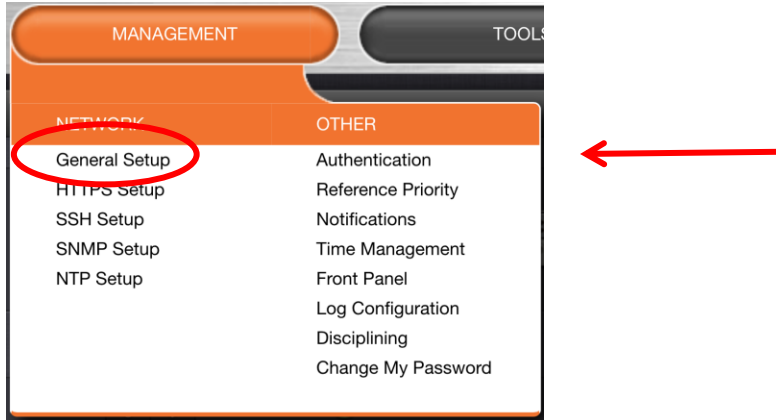 MANAGEMENT
TOOLS
NETWORK
OTHER
General Setup
Authentication
HTTPS Setup
Reference Priority
SSH Setup
Notifications
SNMP Setup
Time Management
NTP Setup
Front Panel
Log Configuration
Disciplining
Change My Password